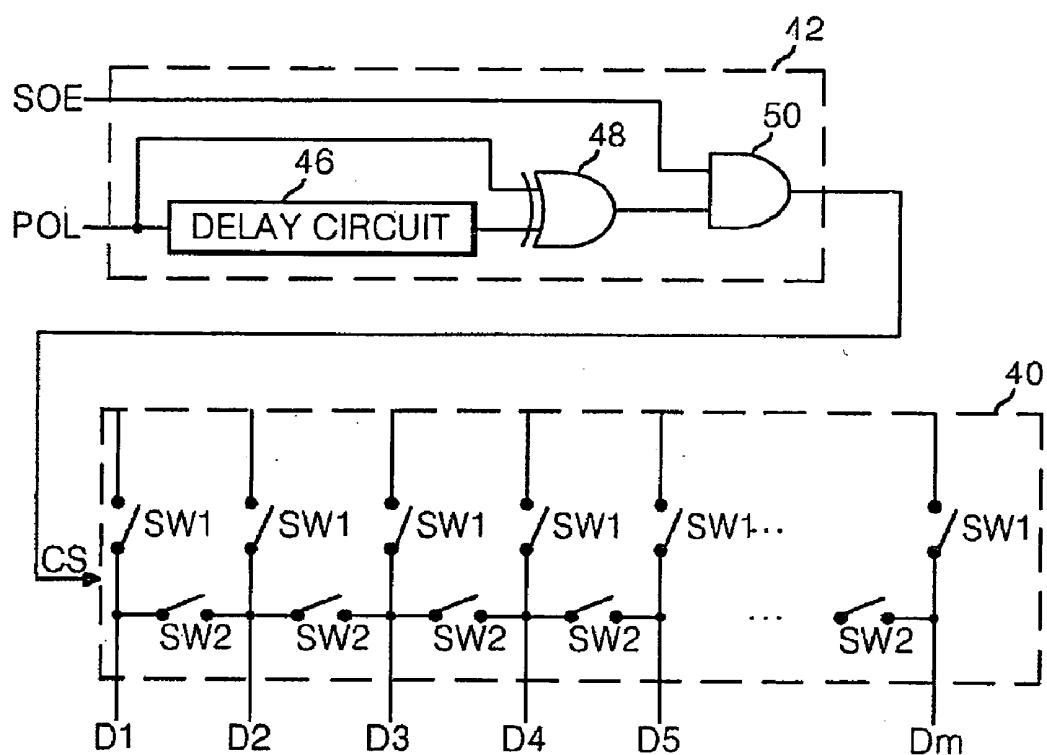 42
SOE
50
48
46
POL
DELAY CIRCUIT
40
SW1 SW1 SW1 SW1 SW1 ... SW1
CS
SW2 SW2 SW2 SW2 ... SW2
D1 D2 D3 D4 D5 Dm